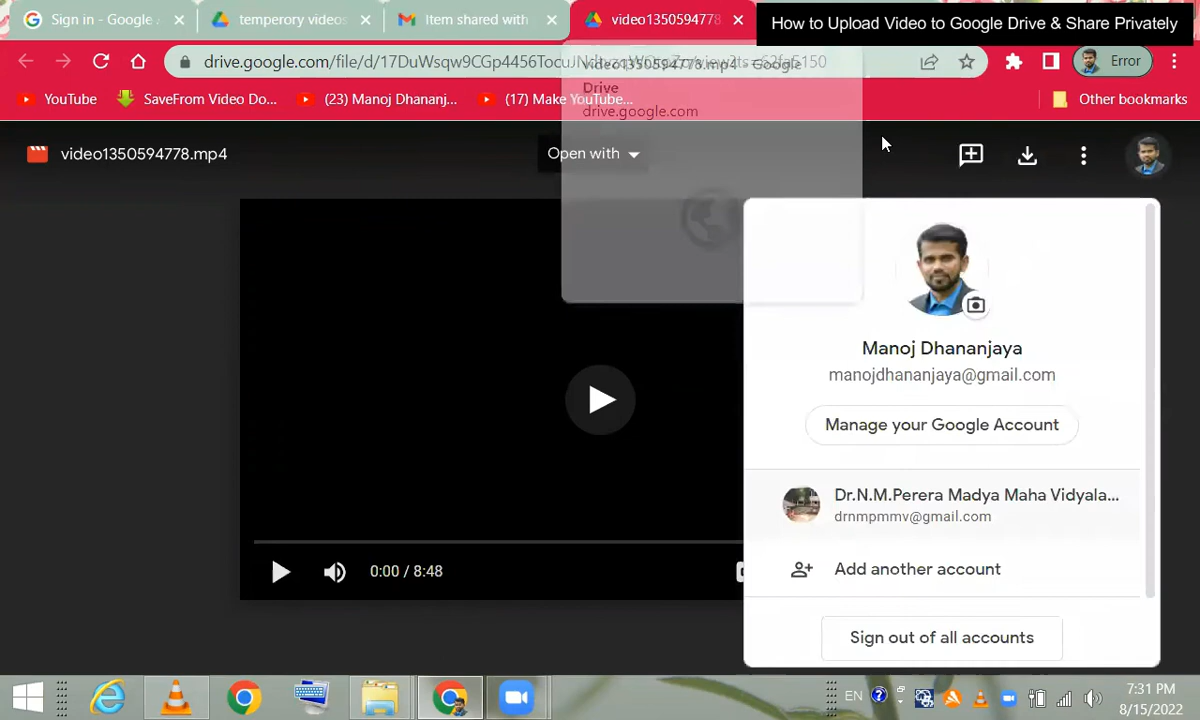 Sign in - Google A
temperory videos
Item shared with
video1350594778
How to Upload Video to Google Drive & Share Privately
drive.google.com/file/d/17DuWsqw9CGp4456TocuJ
Error
video1350594778.mp4 - Google
Drive
drive.google.com
YouTube
SaveFrom Video Do...
(23) Manoj Dhananj...
(17) Make YouTube...
Other bookmarks
video1350594778.mp4
Open with
Manoj Dhananjaya
manojdhananjaya@gmail.com
Manage your Google Account
Dr.N.M.Perera Madya Maha Vidyala...
drnmpmmv@gmail.com
Add another account
Sign out of all accounts
0:00 / 8:48
EN
7:31 PM
8/15/2022